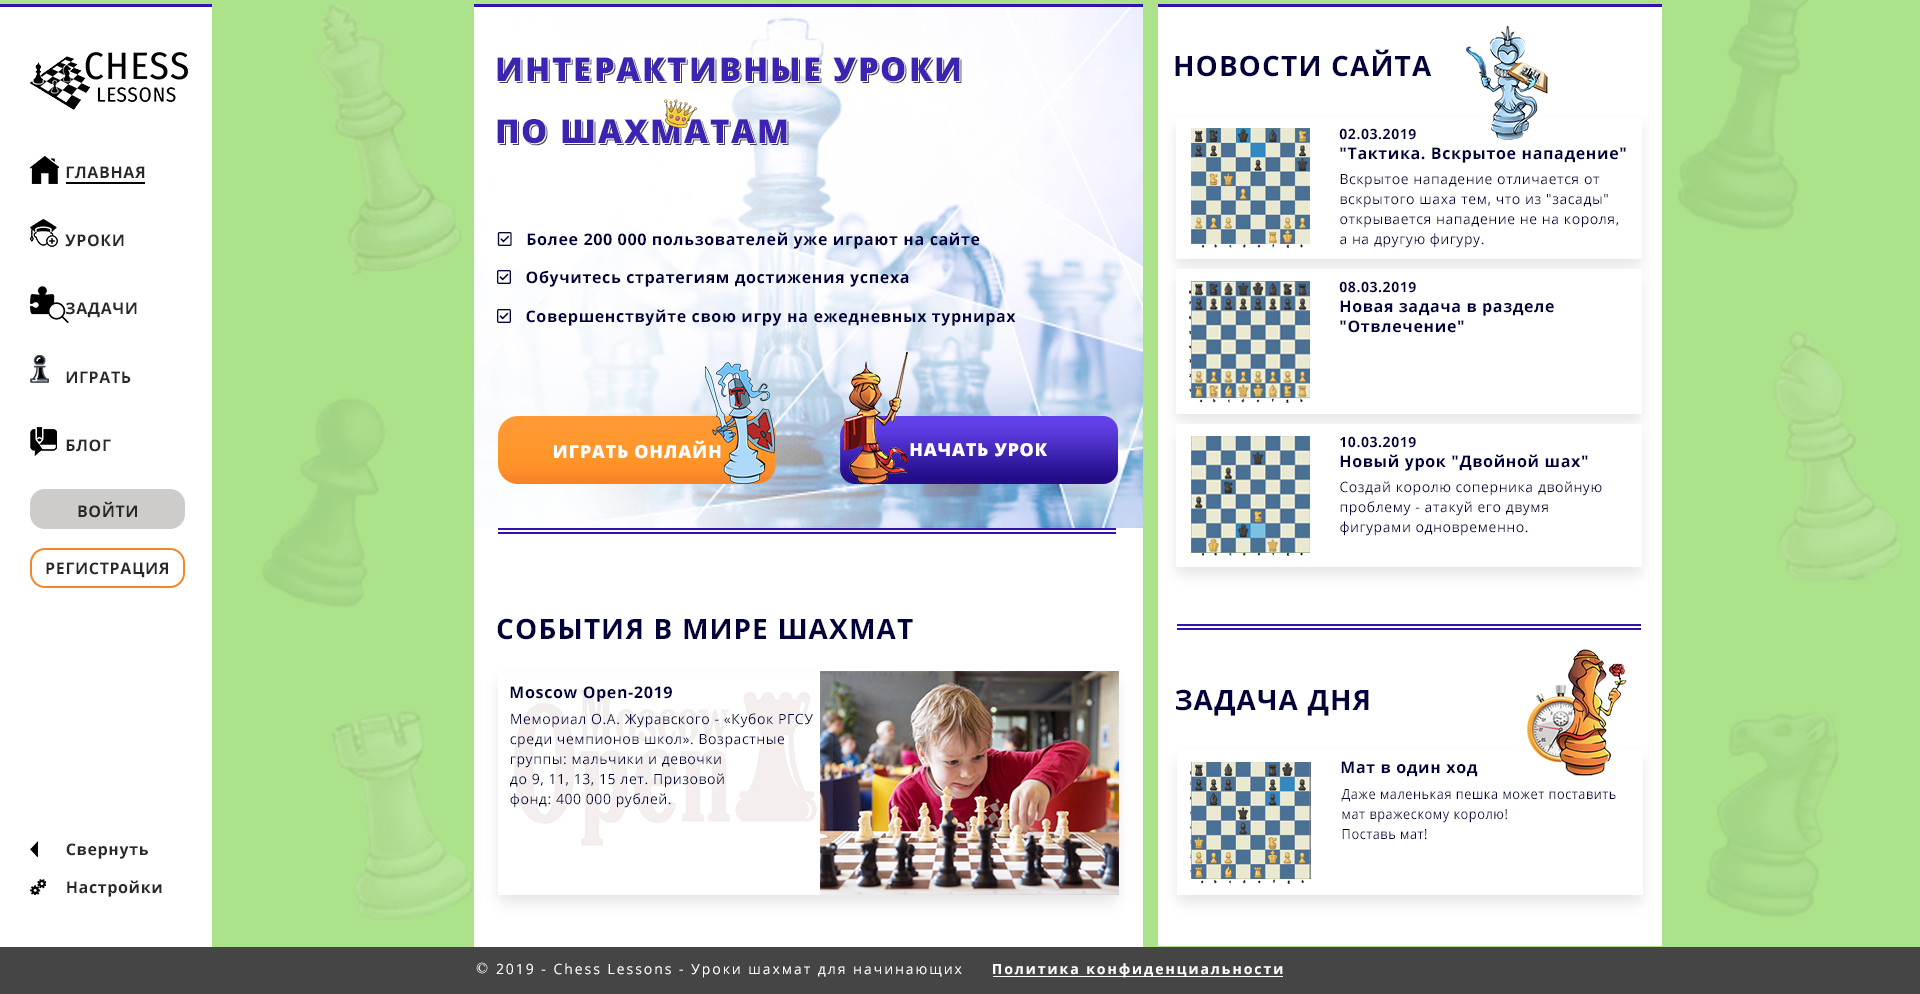 CHESS
LESSONS
ГЛАВНАЯ
УРОКИ
ЗАДАЧИ
ИГРАТЬ
БЛОГ
ВОЙТИ
РЕГИСТРАЦИЯ
Свернуть
Настройки
ИНТЕРАКТИВНЫЕ УРОКИ
ПО ШАХМАТАМ
Более 200 000 пользователей уже играют на сайте
Обучитесь стратегиям достижения успеха
Совершенствуйте свою игру на ежедневных турнирах
ИГРАТЬ ОНЛАЙН
НАЧАТЬ УРОК
СОБЫТИЯ В МИРЕ ШАХМАТ
Moscow Open-2019
Мемориал О.А. Журавского - «Кубок РГСУ
среди чемпионов школ». Возрастные
группы: мальчики и девочки
до 9, 11, 13, 15 лет. Призовой
фонд: 400 000 рублей.
Moscow
Open
НОВОСТИ САЙТА
02.03.2019
"Тактика. Вскрытое нападение"
Вскрытое нападение отличается от
вскрытого шаха тем, что из "засады"
открывается нападение не на короля,
а на другую фигуру.
08.03.2019
Новая задача в разделе
"Отвлечение"
10.03.2019
Новый урок "Двойной шах"
Создай королю соперника двойную
проблему - атакуй его двумя
фигурами одновременно.
ЗАДАЧА ДНЯ
Мат в один ход
Даже маленькая пешка может поставить
мат вражескому королю!
Поставь мат!
© 2019 - Chess Lessons - Уроки шахмат для начинающих
Политика конфиденциальности